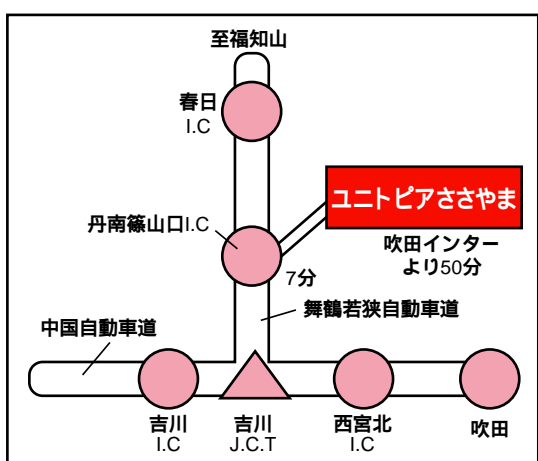 至福知山
春日
I.C
ユニトピアささやま
丹南篠山口I.C
吹田インター
より50分
7分
舞鶴若狭自動車道
中国自動車道
吉川
I.C
吉川
J.C.T
西宮北
I.C
吹田